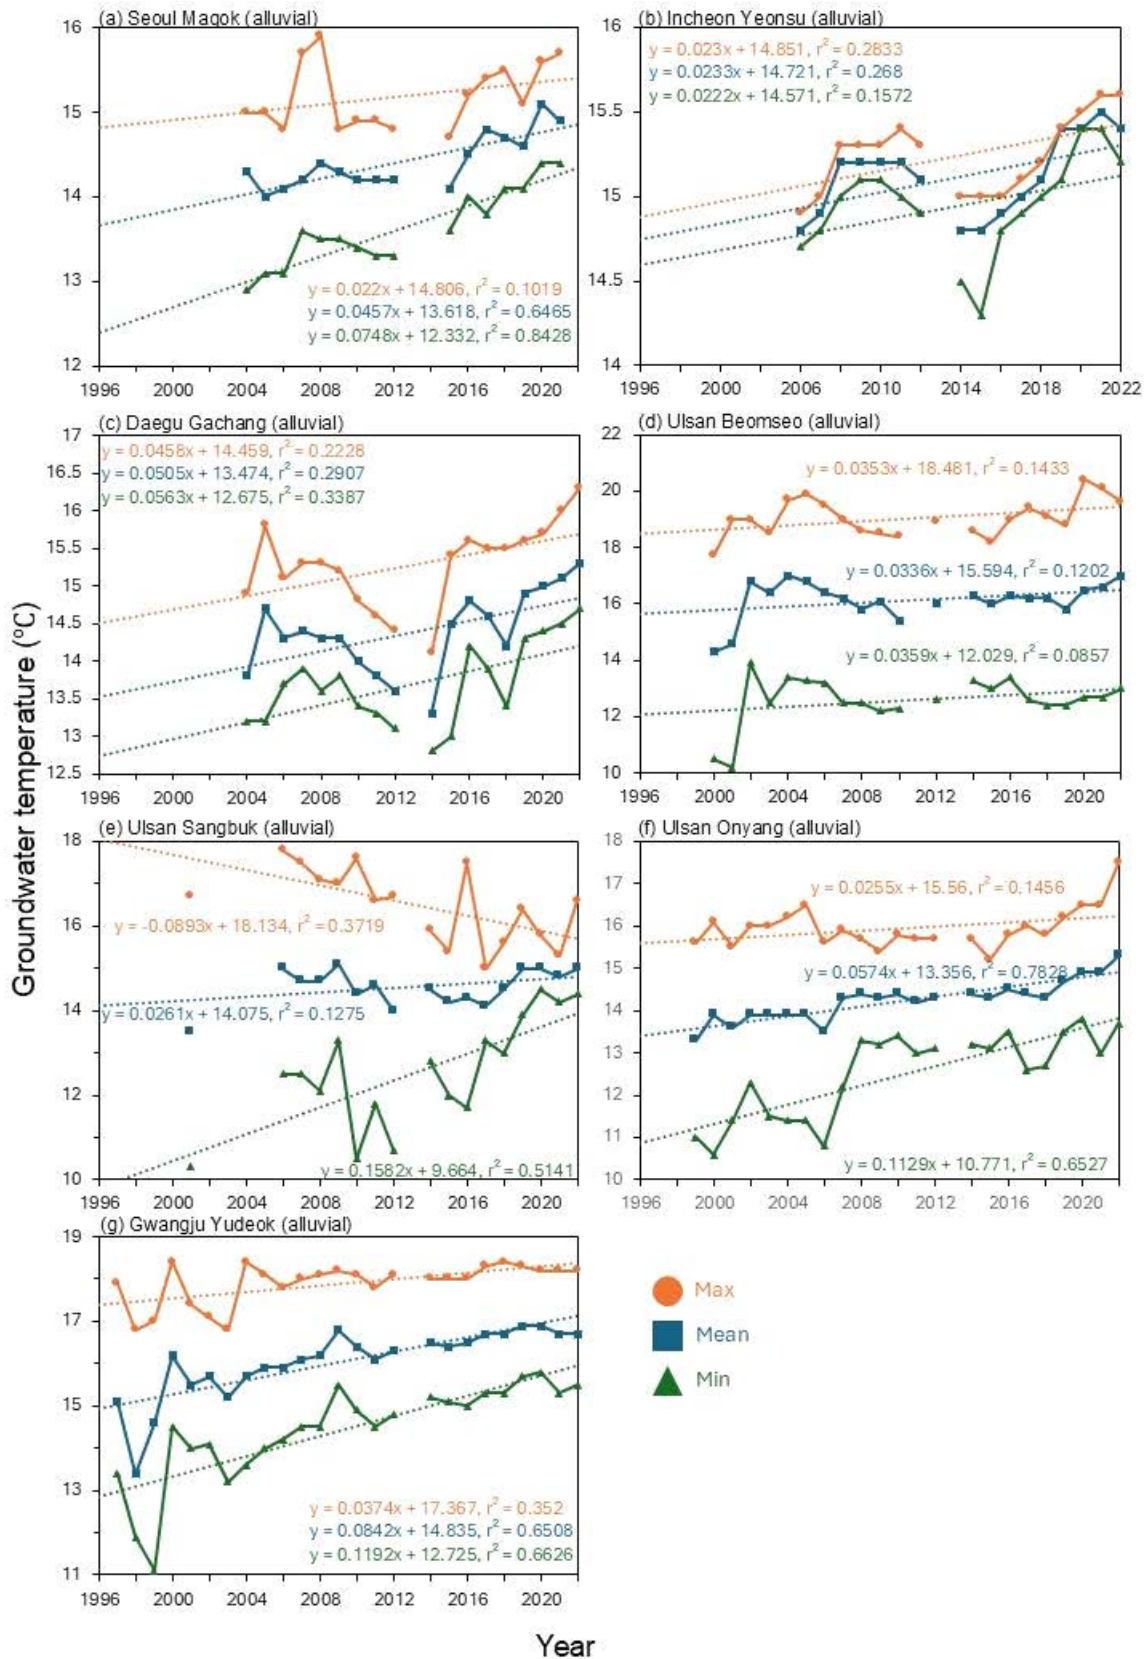 (a) Seoul Magok (alluvial)
16
15
14
13
12
y = 0.022x + 14.806, r² = 0.1019
y = 0.0457x + 13.618, r² = 0.6465
y = 0.0748x + 12.332, r² = 0.8428
1996 2000 2004 2008 2012 2016 2020
(b) Incheon Yeonsu (alluvial)
16
15.5
15
14.5
14
y = 0.023x + 14.851, r² = 0.2833
y = 0.0233x + 14.721, r² = 0.268
y = 0.0222x + 14.571, r² = 0.1572
1996 2000 2006 2010 2014 2018 2022
(c) Daegu Gachang (alluvial)
17
16.5
16
15.5
15
14.5
14
13.5
13
12.5
y = 0.0458x + 14.459, r² = 0.2228
y = 0.0505x + 13.474, r² = 0.2907
y = 0.0563x + 12.675, r² = 0.3387
1996 2000 2004 2008 2012 2016 2020
(d) Ulsan Beomseo (alluvial)
22
20
18
16
14
12
10
y = 0.0353x + 18.481, r² = 0.1433
y = 0.0336x + 15.594, r² = 0.1202
y = 0.0359x + 12.029, r² = 0.0857
1996 2000 2004 2008 2012 2016 2020
Groundwater temperature (°C)
(e) Ulsan Sangbuk (alluvial)
18
16
14
12
10
y = -0.0893x + 18.134, r² = 0.3719
y = 0.0261x + 14.075, r² = 0.1275
y = 0.1582x + 9.664, r² = 0.5141
1996 2000 2004 2008 2012 2016 2020
(f) Ulsan Onyang (alluvial)
18
17
16
15
14
13
12
11
10
y = 0.0255x + 15.56, r² = 0.1456
y = 0.0574x + 13.356, r² = 0.7828
y = 0.1129x + 10.771, r² = 0.6527
1996 2000 2004 2008 2012 2016 2020
(g) Gwangju Yudeok (alluvial)
19
17
15
13
11
y = 0.0374x + 17.367, r² = 0.352
y = 0.0842x + 14.835, r² = 0.6508
y = 0.1192x + 12.725, r² = 0.6626
1996 2000 2004 2008 2012 2016 2020
Max
Mean
Min
Year